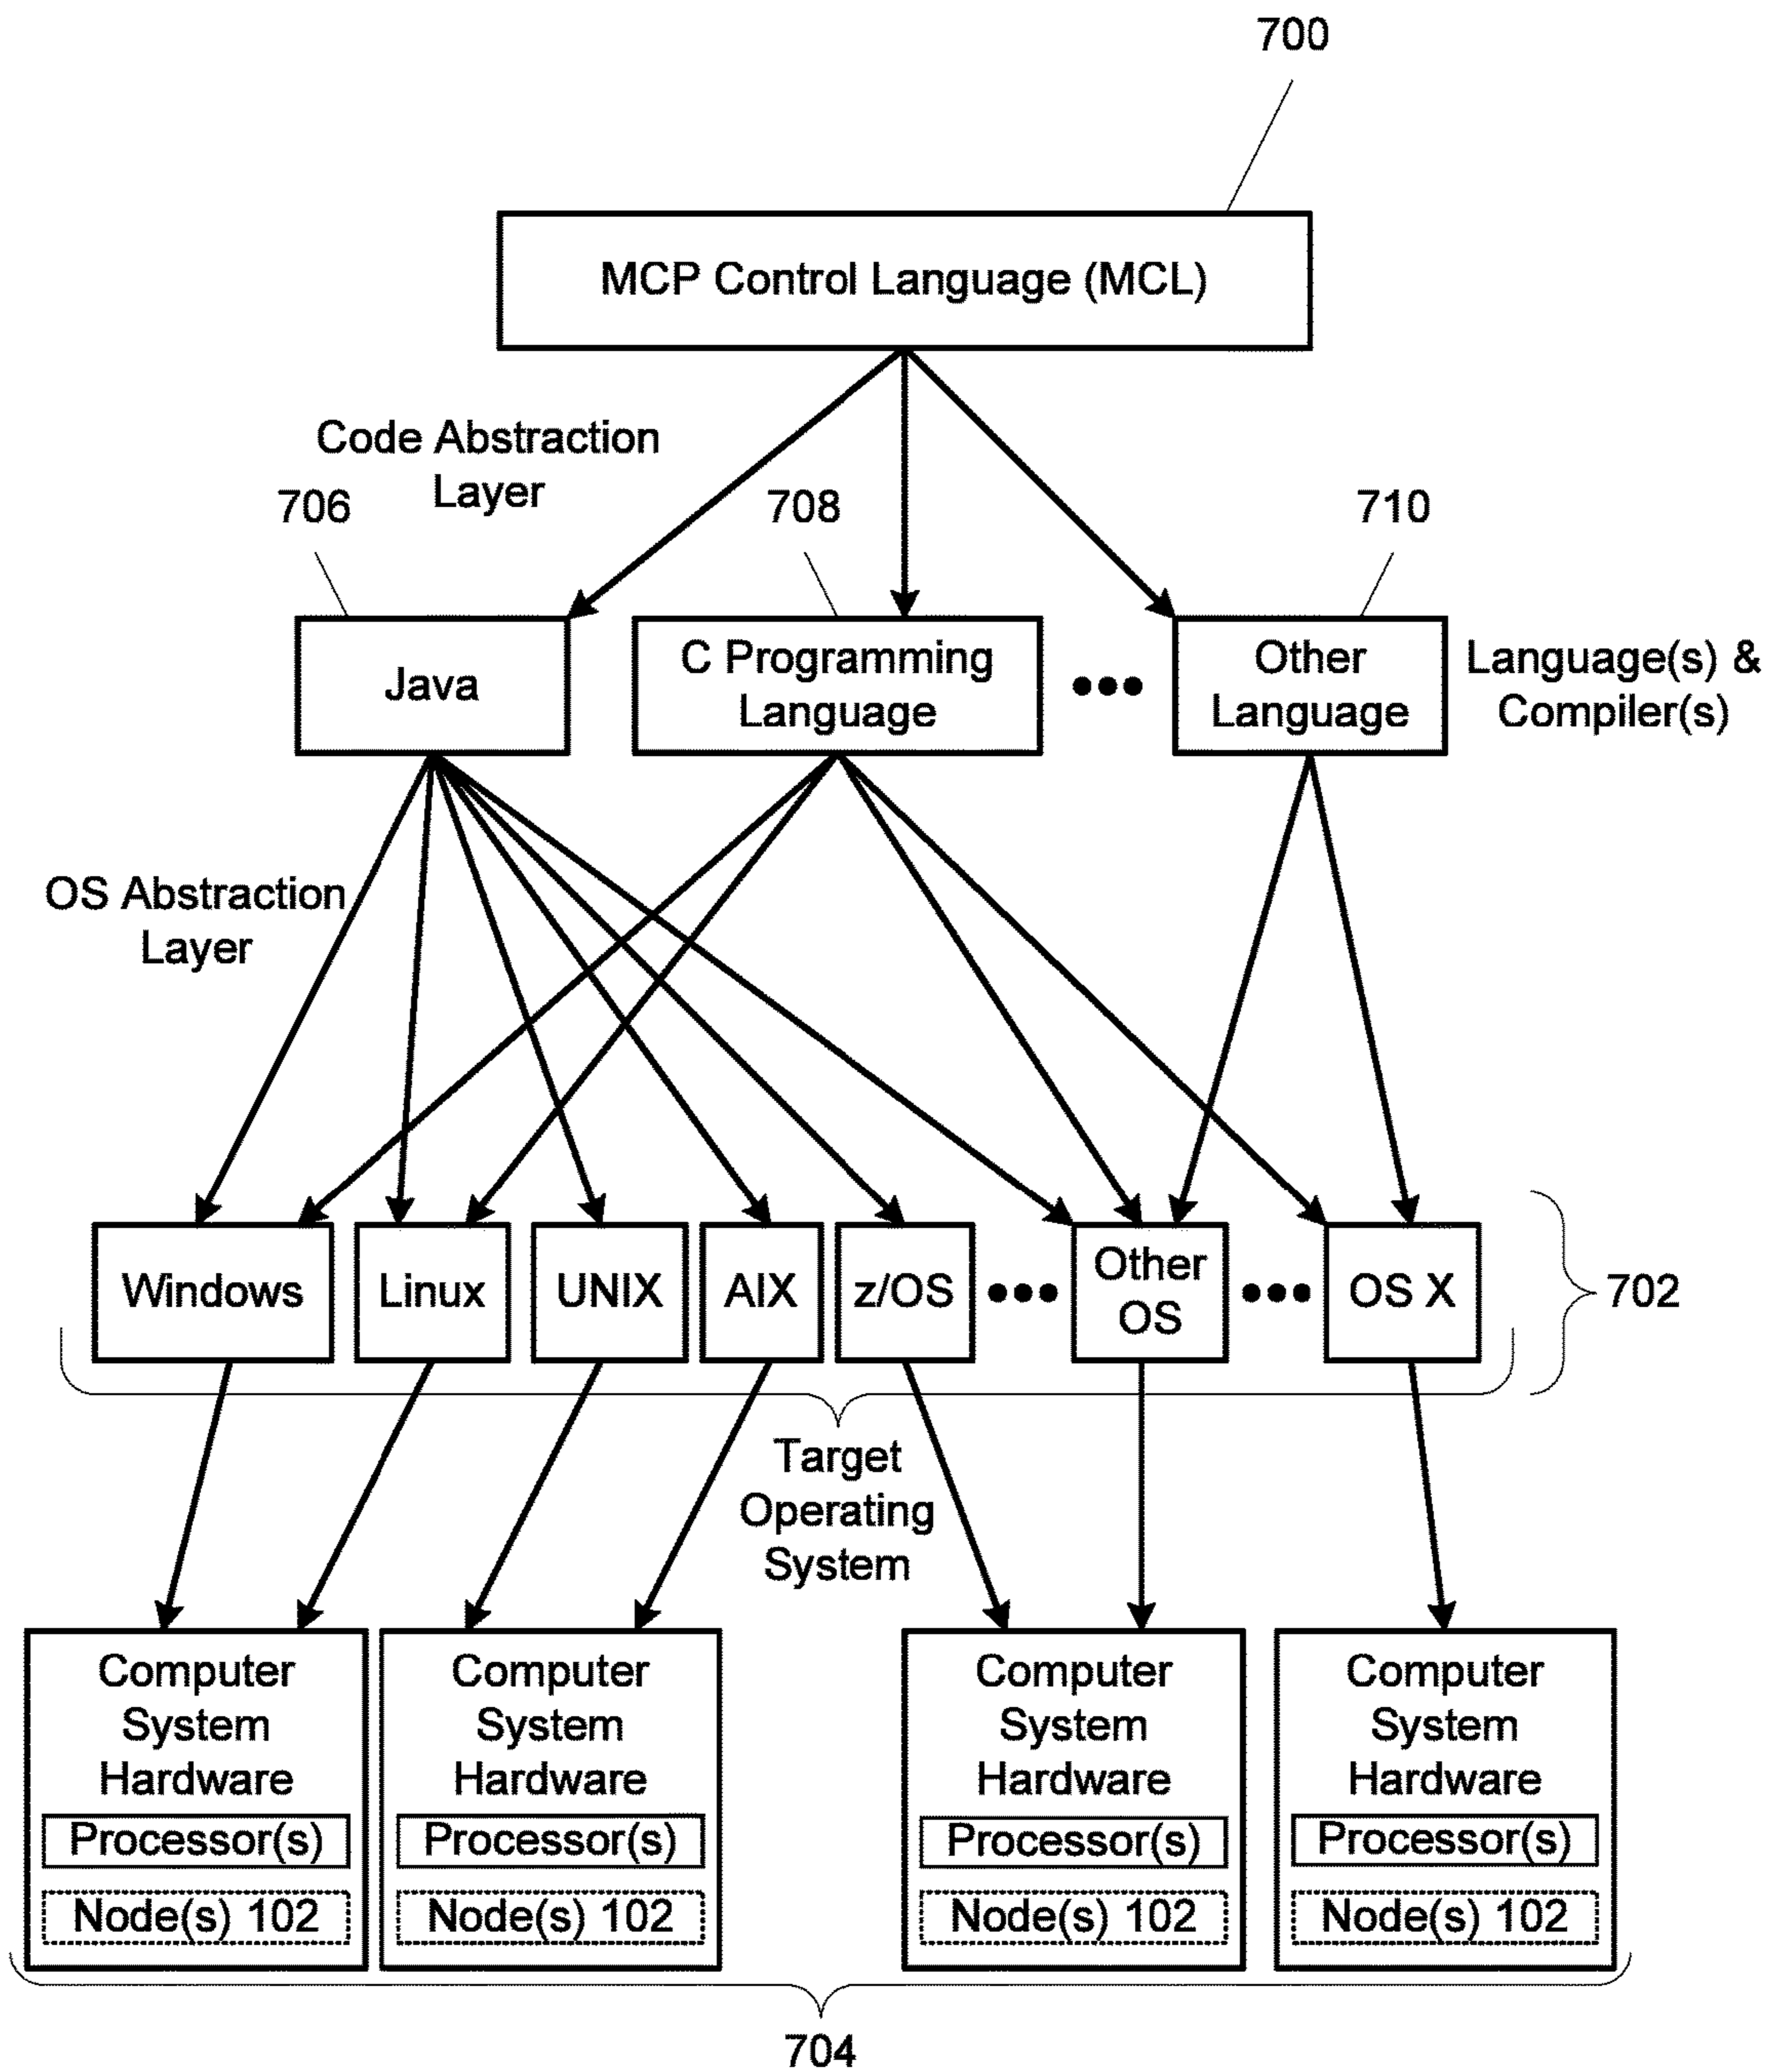 700
MCP Control Language (MCL)
Code Abstraction
Layer
706
708
710
Java
C Programming
Language
Other
Language
Language(s) &
Compiler(s)
OS Abstraction
Layer
Windows
Linux
UNIX
AIX
z/OS
Other
OS
OS X
702
Target
Operating
System
Computer
System
Hardware
Processor(s)
Node(s) 102
Computer
System
Hardware
Processor(s)
Node(s) 102
Computer
System
Hardware
Processor(s)
Node(s) 102
Computer
System
Hardware
Processor(s)
Node(s) 102
704